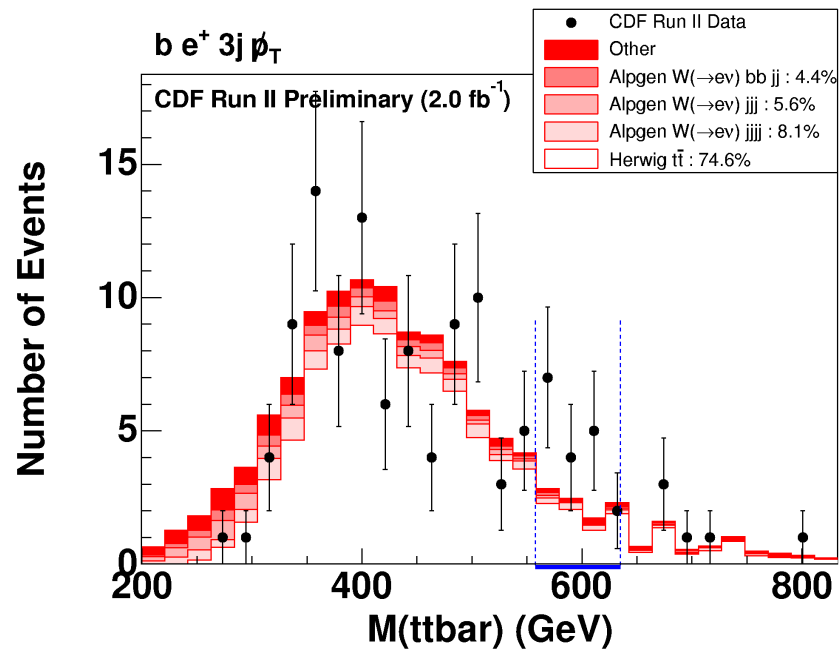 b e⁺ 3j p̸_T
CDF Run II Preliminary (2.0 fb⁻¹)
CDF Run II Data
Other
Alpgen W(→eν) bb jj : 4.4%
Alpgen W(→eν) jjj : 5.6%
Alpgen W(→eν) jjjj : 8.1%
Herwig tt̄ : 74.6%
Number of Events
15
10
5
0
200 400 600 800
M(ttbar) (GeV)